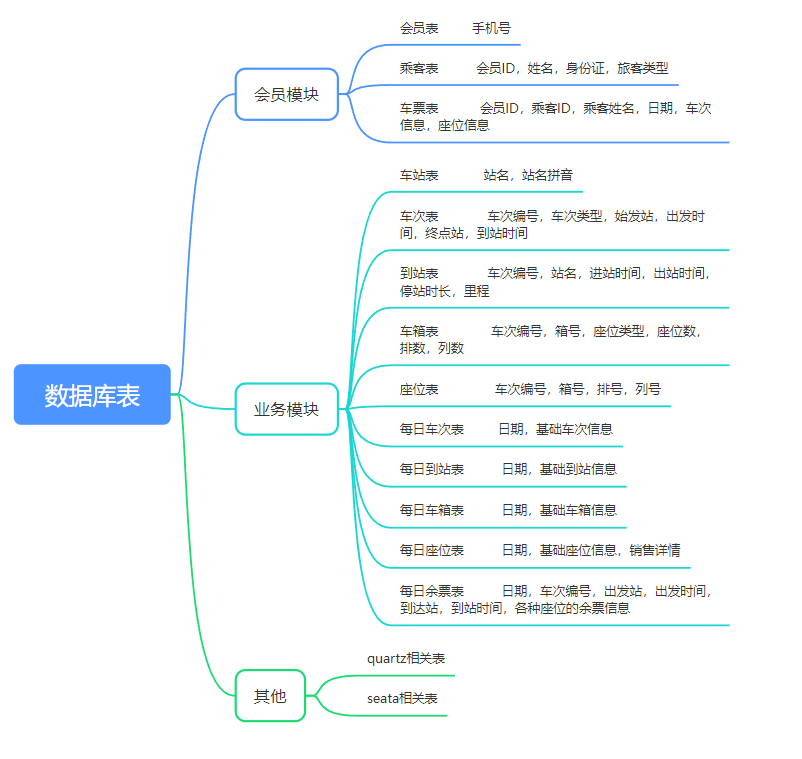 数据库表
会员模块
会员表 手机号
乘客表 会员ID，姓名，身份证，旅客类型
车票表 会员ID，乘客ID，乘客姓名，日期，车次
信息，座位信息
业务模块
车站表 站名，站名拼音
车次表 车次编号，车次类型，始发站，出发时
间，终点站，到站时间
到站表 车次编号，站名，进站时间，出站时间，
停站时长，里程
车箱表 车次编号，箱号，座位类型，座位数，
排数，列数
座位表 车次编号，箱号，排号，列号
每日车次表 日期，基础车次信息
每日到站表 日期，基础到站信息
每日车箱表 日期，基础车箱信息
每日座位表 日期，基础座位信息，销售详情
每日余票表 日期，车次编号，出发站，出发时间，
到达站，到站时间，各种座位的余票信息
其他
quartz相关表
seata相关表